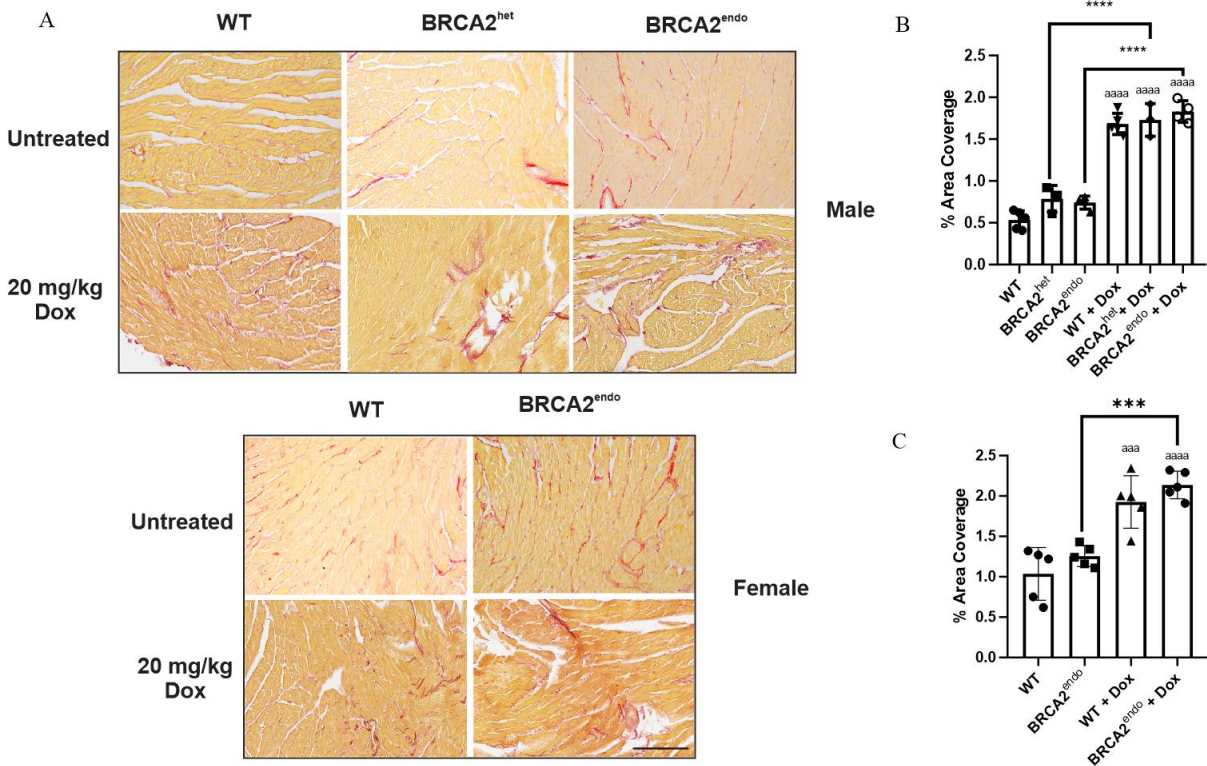 A
WT
BRCA2het
BRCA2endo
Untreated
20 mg/kg
Dox
Male
WT
BRCA2endo
Untreated
20 mg/kg
Dox
Female
B
****
****
aaaa
aaaa
aaaa
% Area Coverage
2.5
2.0
1.5
1.0
0.5
0.0
WT
BRCA2het
BRCA2endo
WT + Dox
BRCA2het + Dox
BRCA2endo + Dox
C
***
aaa
aaaa
% Area Coverage
2.5
2.0
1.5
1.0
0.5
0.0
WT
BRCA2endo
WT + Dox
BRCA2endo + Dox